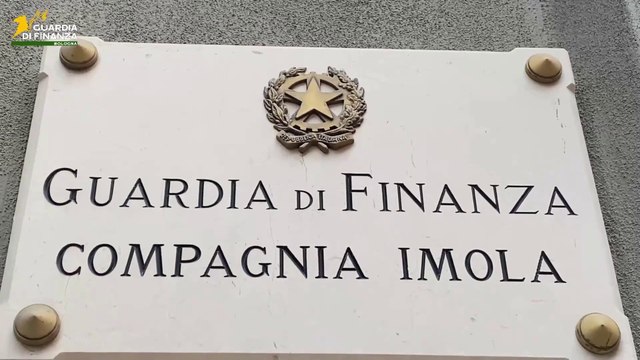 GUARDIA
DI FINANZA
BOLOGNA
GUARDIA DI FINANZA
COMPAGNIA IMOLA